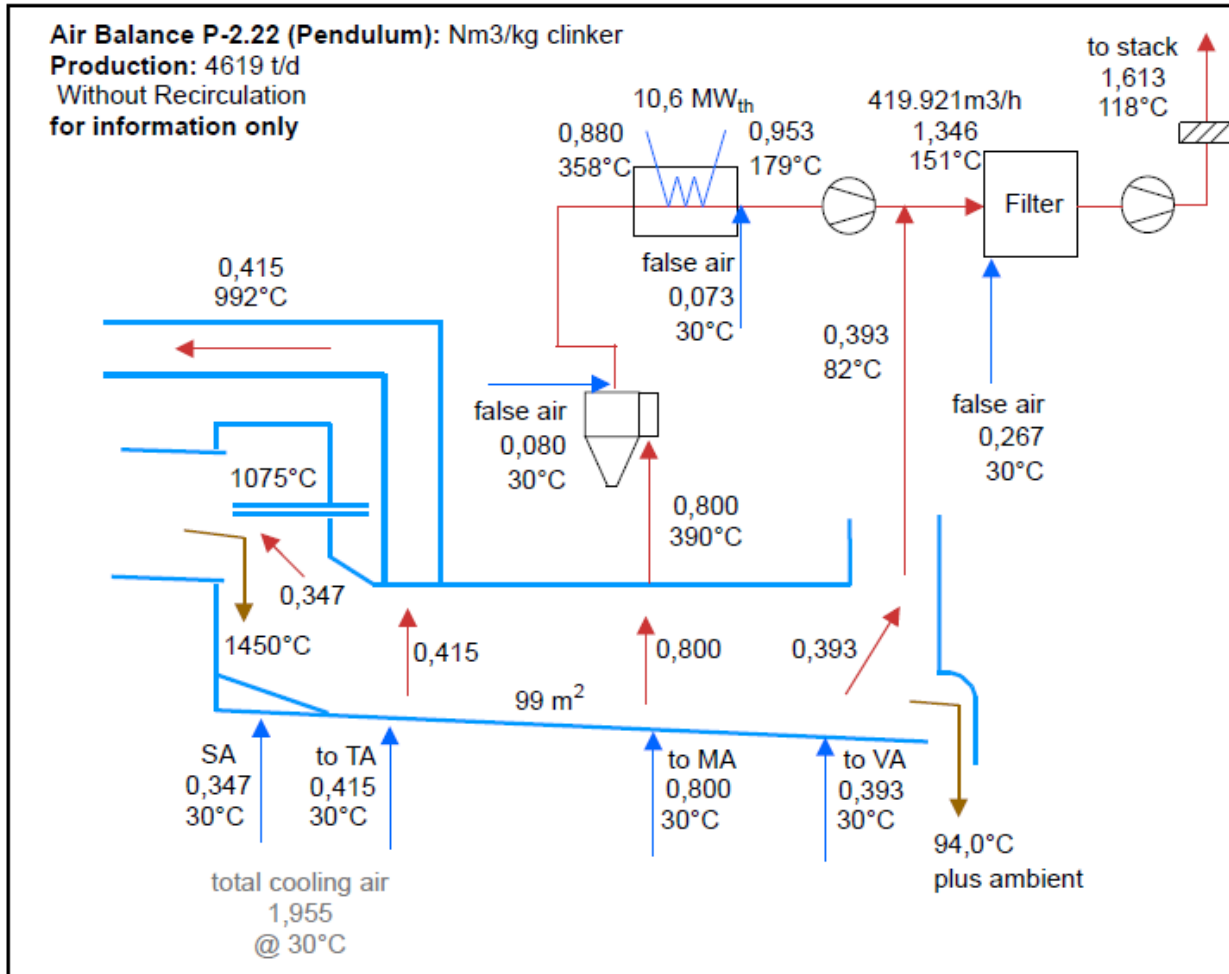 Air Balance P-2.22 (Pendulum): Nm3/kg clinker
Production: 4619 t/d
Without Recirculation
for information only
10,6 MWth
0,880
358°C
0,953
179°C
419.921m3/h
1,346
151°C
to stack
1,613
118°C
Filter
false air
0,073
30°C
0,415
992°C
0,393
82°C
false air
0,080
30°C
false air
0,267
30°C
1075°C
0,800
390°C
0,347
1450°C
0,415
0,800
0,393
99 m²
SA
0,347
30°C
to TA
0,415
30°C
to MA
0,800
30°C
to VA
0,393
30°C
94,0°C
plus ambient
total cooling air
1,955
@ 30°C